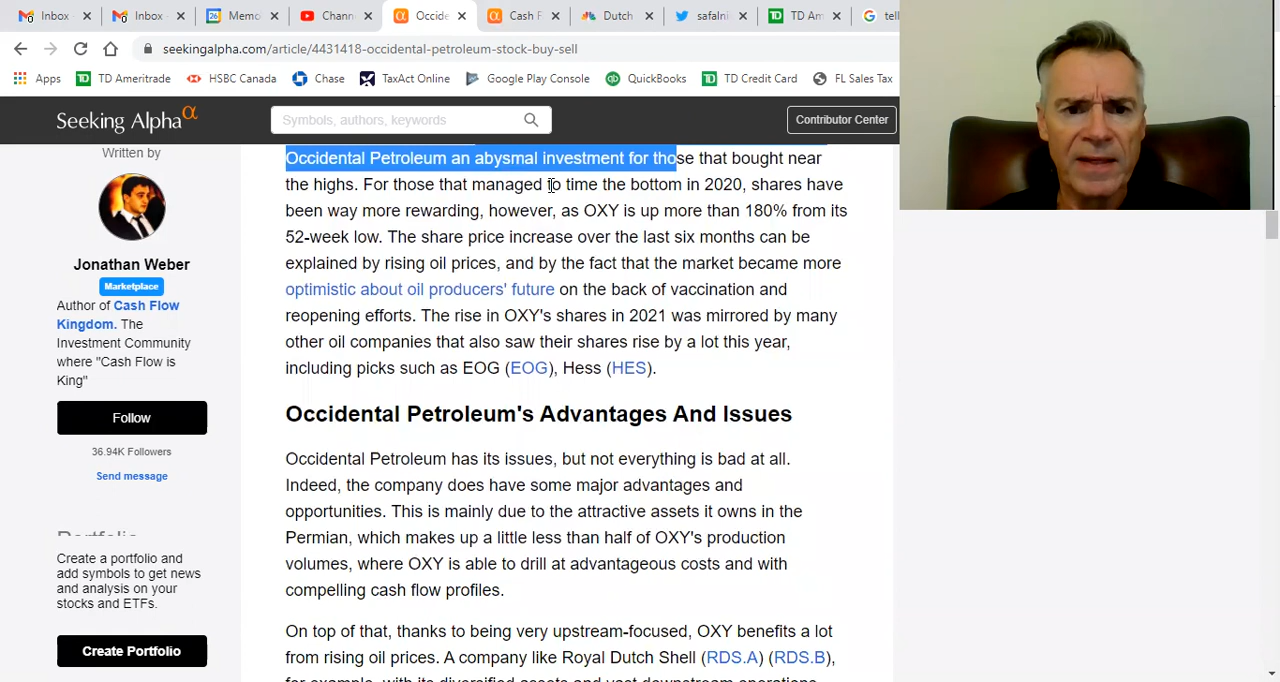 Inbox
Inbox
Memo
Chann
Occide
Cash F
Dutch
safalni
TD Am
tell
seekingalpha.com/article/4431418-occidental-petroleum-stock-buy-sell
Apps
TD Ameritrade
HSBC Canada
Chase
TaxAct Online
Google Play Console
QuickBooks
TD Credit Card
FL Sales Tax
Seeking Alpha α
Symbols, authors, keywords
Contributor Center
Written by
Jonathan Weber
Marketplace
Author of Cash Flow
Kingdom. The
Investment Community
where "Cash Flow is
King"
Follow
36.94K Followers
Send message
Portfolio
Create a portfolio and
add symbols to get news
and analysis on your
stocks and ETFs.
Create Portfolio
Occidental Petroleum an abysmal investment for those that bought near
the highs. For those that managed to time the bottom in 2020, shares have
been way more rewarding, however, as OXY is up more than 180% from its
52-week low. The share price increase over the last six months can be
explained by rising oil prices, and by the fact that the market became more
optimistic about oil producers' future on the back of vaccination and
reopening efforts. The rise in OXY's shares in 2021 was mirrored by many
other oil companies that also saw their shares rise by a lot this year,
including picks such as EOG (EOG), Hess (HES).
Occidental Petroleum's Advantages And Issues
Occidental Petroleum has its issues, but not everything is bad at all.
Indeed, the company does have some major advantages and
opportunities. This is mainly due to the attractive assets it owns in the
Permian, which makes up a little less than half of OXY's production
volumes, where OXY is able to drill at advantageous costs and with
compelling cash flow profiles.
On top of that, thanks to being very upstream-focused, OXY benefits a lot
from rising oil prices. A company like Royal Dutch Shell (RDS.A) (RDS.B),
for example, with its diversified assets and vast downstream operations